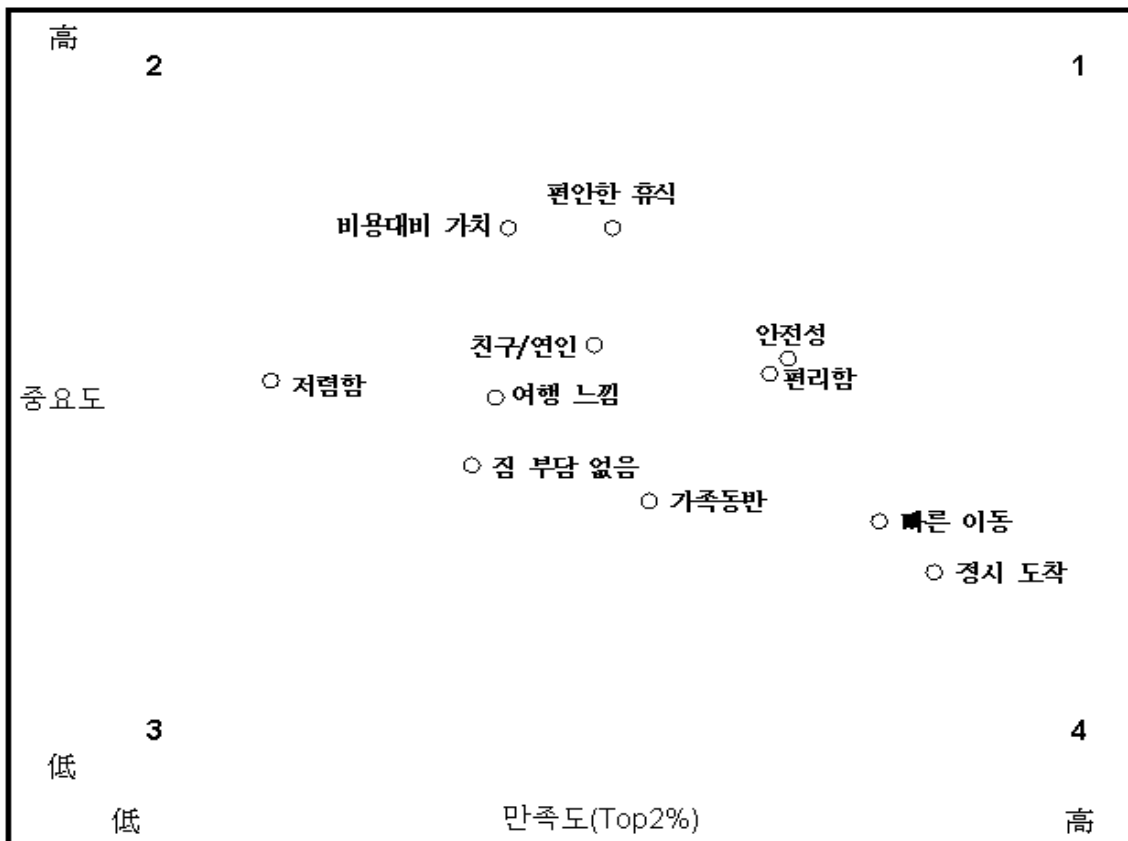 高
2
1
편안한 휴식
비용대비 가치
친구/연인
안전성
편리함
저렴함
중요도
여행 느낌
짐 부담 없음
가족동반
빠른 이동
정시 도착
3
4
低
低
만족도(Top2%)
高